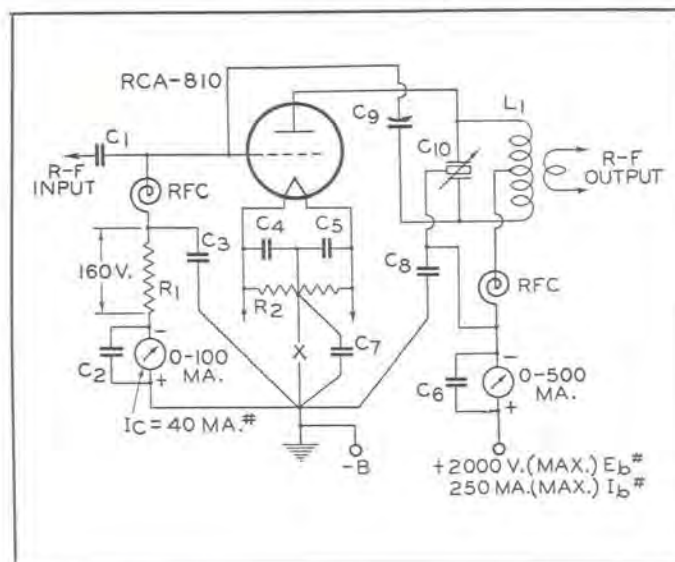 RCA-810
C1
R-F
INPUT
RFC
C3
160 V.
R1
C2
0-100
MA.
IC = 40 MA.#
C4
C5
R2
X
C7
-B
C9
C10
L1
R-F
OUTPUT
C8
RFC
C6
0-500
MA.
+2000 V.(MAX.) Eb#
250 MA.(MAX.) Ib#
-
+
-
+